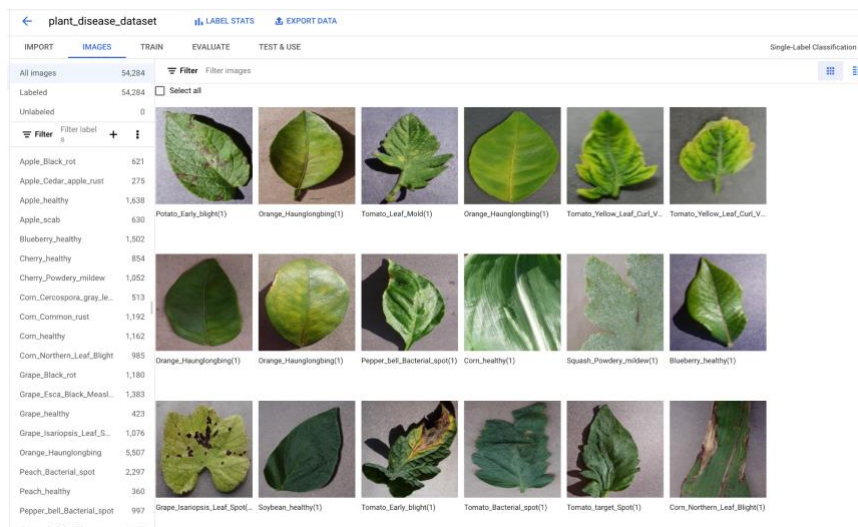 plant_disease_dataset
LABEL STATS
EXPORT DATA
IMPORT
IMAGES
TRAIN
EVALUATE
TEST & USE
Single-Label Classification
All images 54,284
Labeled 54,284
Unlabeled 0
Filter Filter labels
Apple_Black_rot 621
Apple_Cedar_apple_rust 275
Apple_healthy 1,638
Apple_scab 630
Blueberry_healthy 1,502
Cherry_healthy 854
Cherry_Powdery_mildew 1,052
Corn_Cercospora_gray_le... 513
Corn_Common_rust 1,192
Corn_healthy 1,162
Corn_Northern_Leaf_Blight 985
Grape_Black_rot 1,180
Grape_Esca_Black_Measl... 1,383
Grape_healthy 423
Grape_Isariopsis_Leaf_S... 1,076
Orange_Haunglongbing 5,507
Peach_Bacterial_spot 2,297
Peach_healthy 360
Pepper_bell_Bacterial_spot 997
Filter Filter images
Select all
Potato_Early_blight(1)
Orange_Haunglongbing(1)
Tomato_Leaf_Mold(1)
Orange_Haunglongbing(1)
Tomato_Yellow_Leaf_Curl_V...
Tomato_Yellow_Leaf_Curl_V...
Orange_Haunglongbing(1)
Orange_Haunglongbing(1)
Pepper_bell_Bacterial_spot(1)
Corn_healthy(1)
Squash_Powdery_mildew(1)
Blueberry_healthy(1)
Grape_Isariopsis_Leaf_Spot(...
Soybean_healthy(1)
Tomato_Early_blight(1)
Tomato_Bacterial_spot(1)
Tomato_target_Spot(1)
Corn_Northern_Leaf_Blight(1)